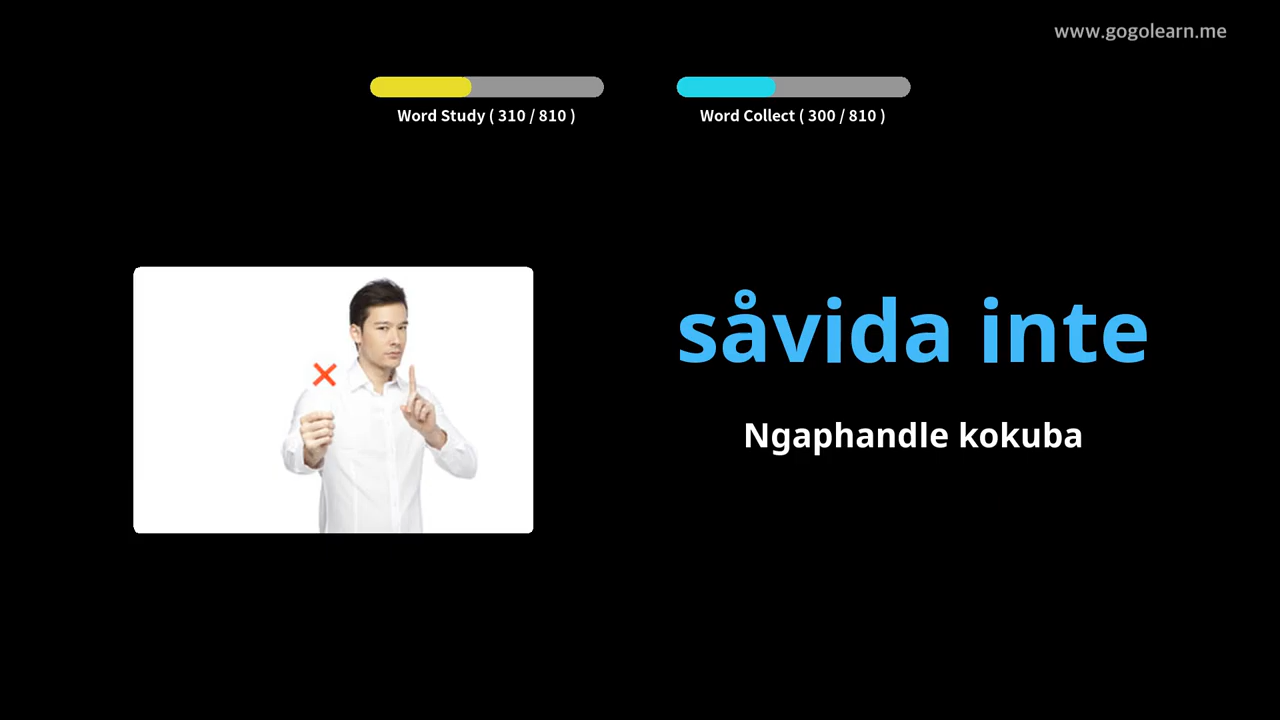 www.gogolearn.me
Word Study ( 310 / 810 )
Word Collect ( 300 / 810 )
såvida inte
Ngaphandle kokuba